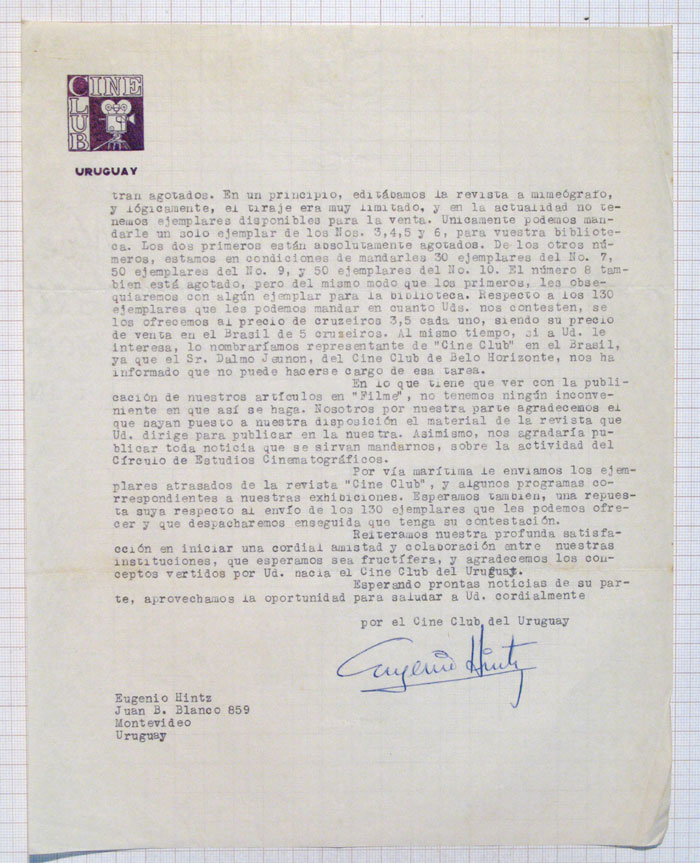 CINE
CLUB
URUGUAY
tran agotados. En un principio, editábamos la revista a mimeógrafo,
y lógicamente, el tiraje era muy limitado, y en la actualidad no te-
nemos ejemplares disponibles para la venta. Unicamente podemos man-
darle un solo ejemplar de los Nos. 3,4,5 y 6, para vuestra bibliote-
ca. Los dos primeros están absolutamente agotados. De los otros nú-
meros, estamos en condiciones de mandarles 30 ejemplares del No. 7,
50 ejemplares del No. 9, y 50 ejemplares del No. 10. El número 8 tam-
bien está agotado, pero del mismo modo que los primeros, les obse-
quiaremos con algún ejemplar para la biblioteca. Respecto a los 130
ejemplares que les podemos mandar en cuanto Uds. nos contesten, se
los ofrecemos al precio de cruzeiros 3,5 cada uno, siendo su precio
de venta en el Brasil de 5 cruzeiros. Al mismo tiempo, si a Ud. le
interesa, lo nombraríamos representante de "Cine Club" en el Brasil,
ya que el Sr. Dalmo Jeunon, del Cine Club de Belo Horizonte, nos ha
informado que no puede hacerse cargo de esa tarea.
En lo que tiene que ver con la publi-
cación de nuestros artículos en "Filme", no tenemos ningún inconve-
niente en que así se haga. Nosotros por nuestra parte agradecemos el
que hayan puesto a nuestra disposición el material de la revista que
Ud. dirige para publicar en la nuestra. Asimismo, nos agradaría pu-
blicar toda noticia que se sirvan mandarnos, sobre la actividad del
Círculo de Estudios Cinematográficos.
Por vía marítima le enviamos los ejem-
plares atrasados de la revista "Cine Club", y algunos programas co-
rrespondientes a nuestras exhibiciones. Esperamos tambien, una repues-
ta suya respecto al envío de los 130 ejemplares que les podemos ofre-
cer y que despacharemos enseguida que tenga su contestación.
Reiteramos nuestra profunda satisfa-
acción en iniciar una cordial amistad y colaboración entre nuestras
instituciones, que esperamos sea fructífera, y agradecemos los con-
ceptos vertidos por Ud. hacia el Cine Club del Uruguay.
Esperando prontas noticias de su par-
te, aprovechamos la oportunidad para saludar a Ud. cordialmente
por el Cine Club del Uruguay
Eugenio Hintz
Eugenio Hintz
Juan B. Blanco 859
Montevideo
Uruguay